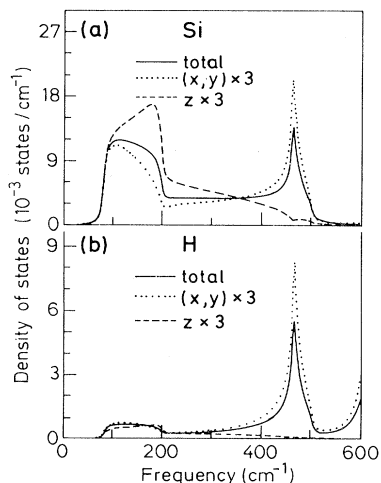 27
(a)
Si
total
(x,y)×3
z×3
18
9
0
Density of states (10⁻³ states/cm⁻¹)
9
(b)
H
total
(x,y)×3
z×3
6
3
0
0 200 400 600
Frequency (cm⁻¹)